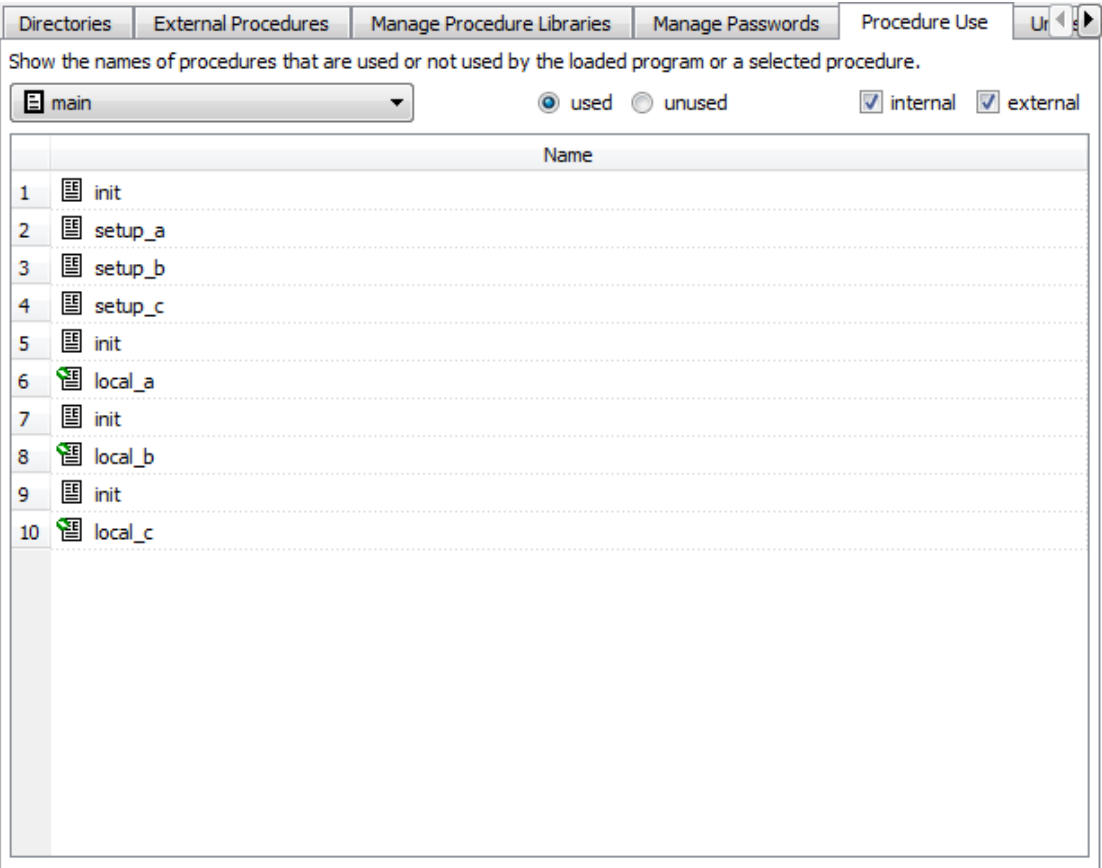 Directories External Procedures Manage Procedure Libraries Manage Passwords Procedure Use
Show the names of procedures that are used or not used by the loaded program or a selected procedure.
main used unused internal external
Name
1 init
2 setup_a
3 setup_b
4 setup_c
5 init
6 local_a
7 init
8 local_b
9 init
10 local_c